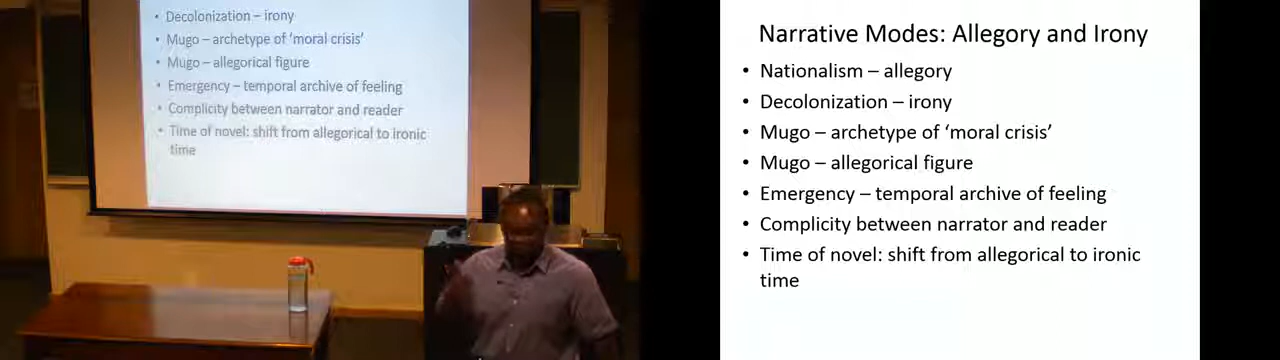 • Decolonization – irony
• Mugo – archetype of ‘moral crisis’
• Mugo – allegorical figure
• Emergency – temporal archive of feeling
• Complicity between narrator and reader
• Time of novel: shift from allegorical to ironic
time
Narrative Modes: Allegory and Irony
• Nationalism – allegory
• Decolonization – irony
• Mugo – archetype of ‘moral crisis’
• Mugo – allegorical figure
• Emergency – temporal archive of feeling
• Complicity between narrator and reader
• Time of novel: shift from allegorical to ironic
time